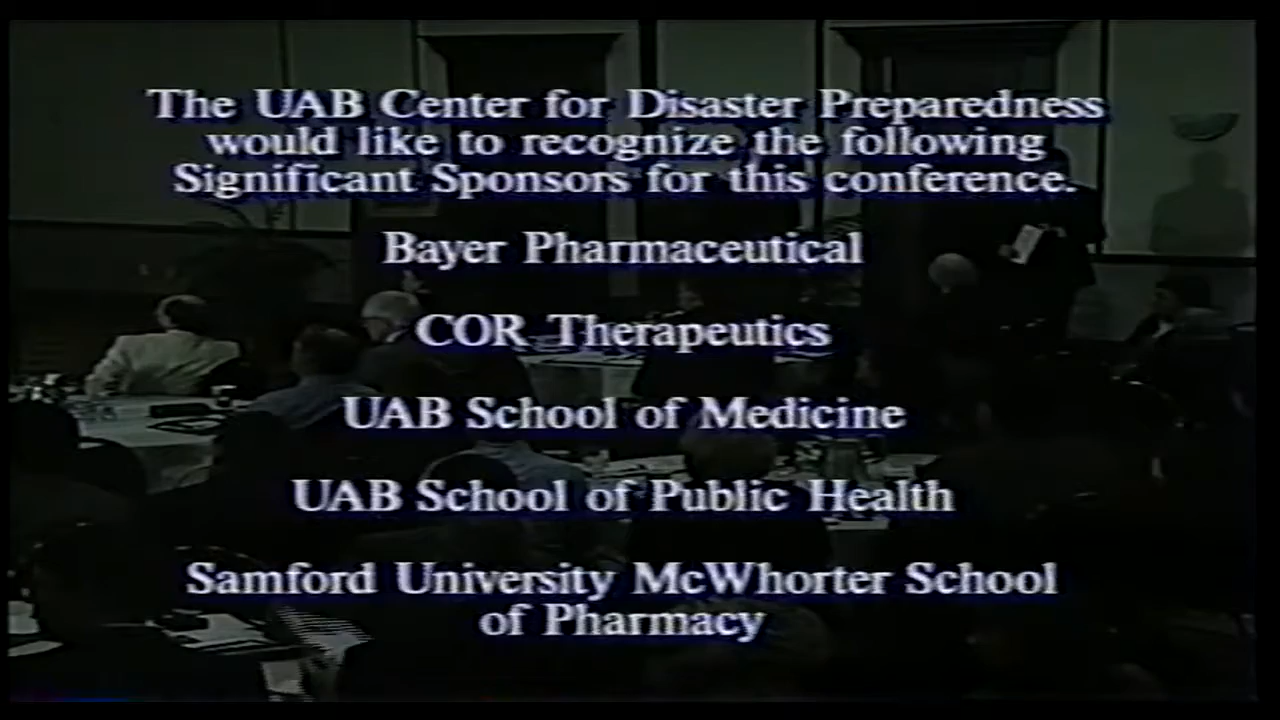 The UAB Center for Disaster Preparedness
would like to recognize the following
Significant Sponsors for this conference.
Bayer Pharmaceutical
COR Therapeutics
UAB School of Medicine
UAB School of Public Health
Samford University McWhorter School
of Pharmacy